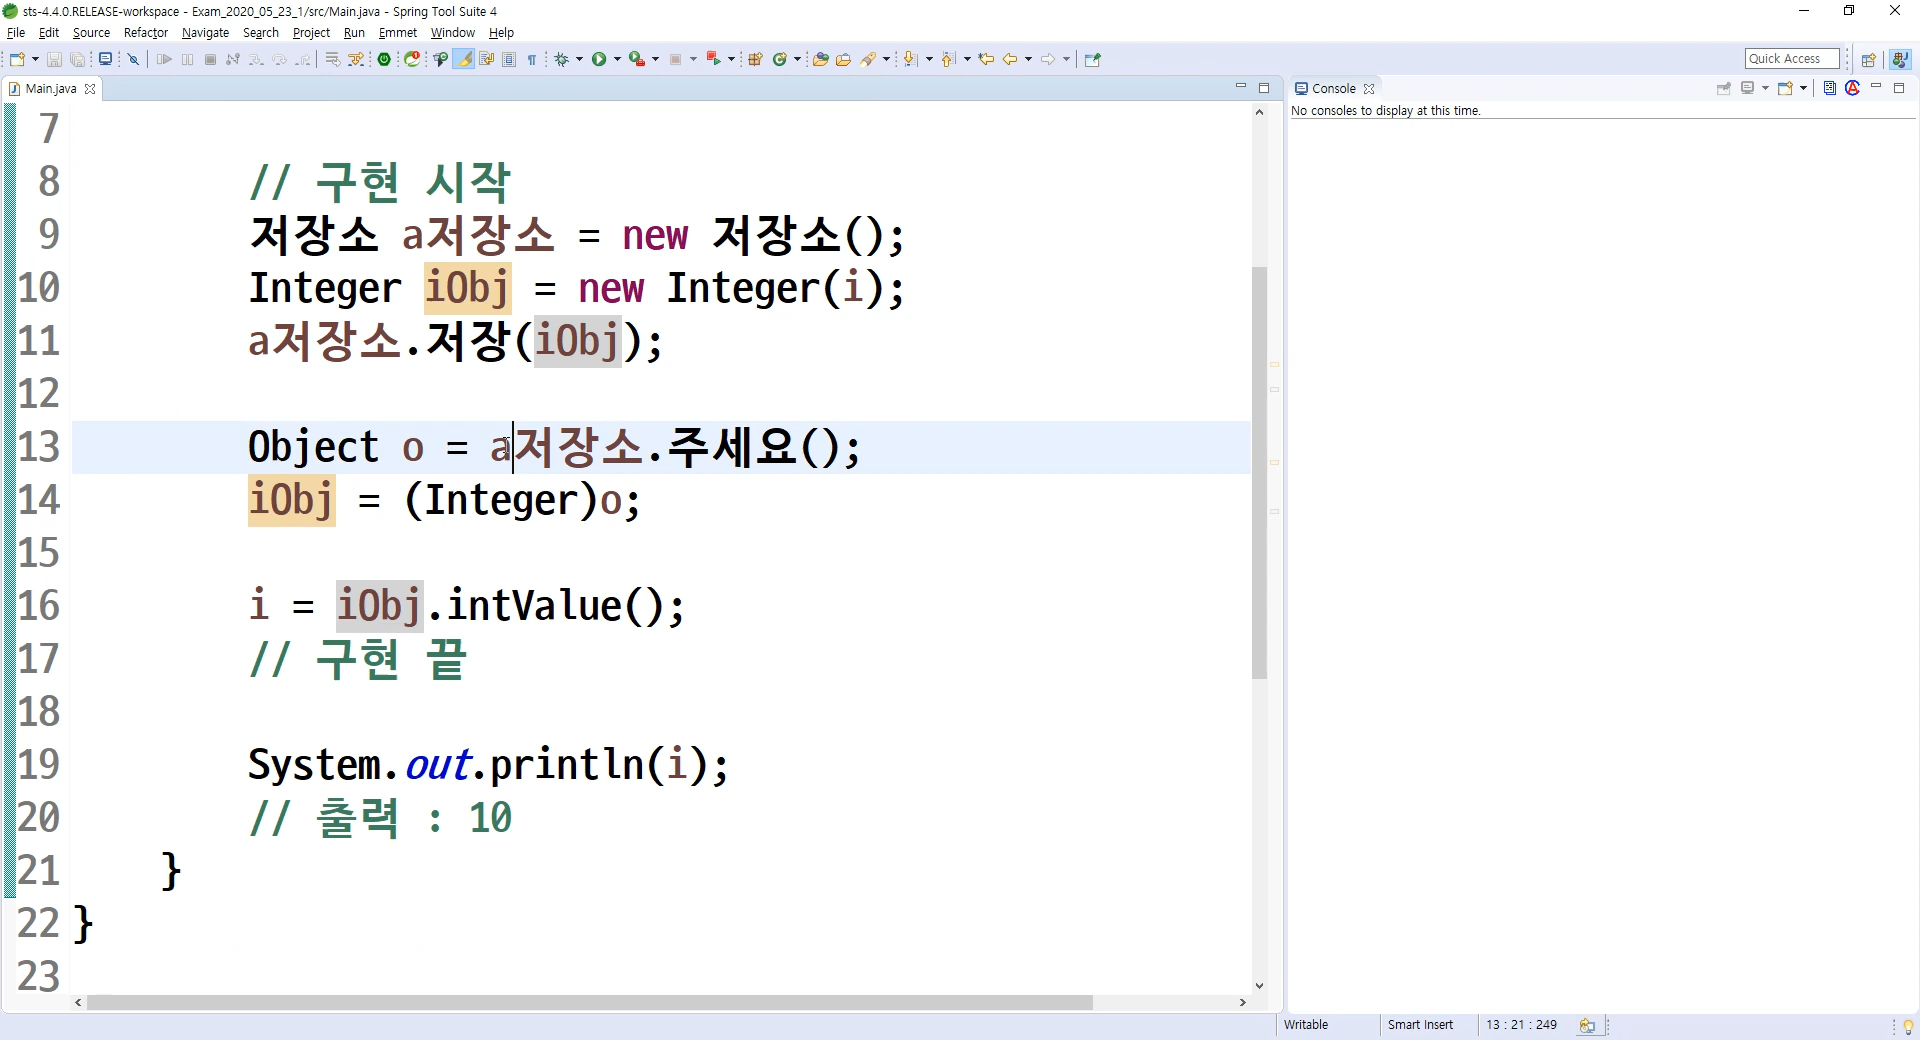 sts-4.4.0.RELEASE-workspace - Exam_2020_05_23_1/src/Main.java - Spring Tool Suite 4
File Edit Source Refactor Navigate Search Project Run Emmet Window Help
Quick Access
Main.java
Console
No consoles to display at this time.
7
8 // 구현 시작
9 저장소 a저장소 = new 저장소();
10 Integer iObj = new Integer(i);
11 a저장소.저장(iObj);
12
13 Object o = a저장소.주세요();
14 iObj = (Integer)o;
15
16 i = iObj.intValue();
17 // 구현 끝
18
19 System.out.println(i);
20 // 출력 : 10
21 }
22 }
23
Writable Smart Insert 13 : 21 : 249